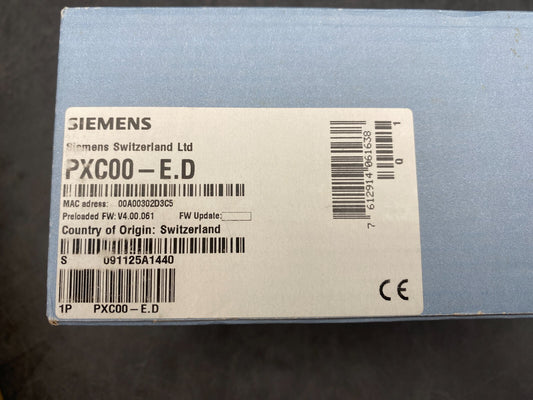 SIEMENS
Siemens Switzerland Ltd
PXC00-E.D
MAC adress: 00A00302D3C5
Preloaded FW: V4.00.061 FW Update:
Country of Origin: Switzerland
S 091125A1440
1P PXC00-E.D
7 612914 061638
01
CE